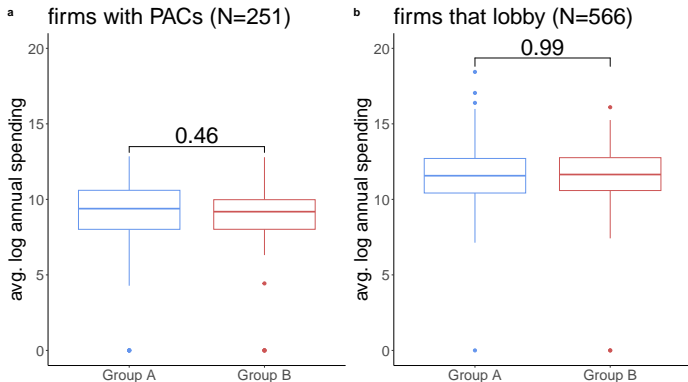 a firms with PACs (N=251)
avg. log annual spending
20
15
10
5
0
0.46
Group A Group B
b firms that lobby (N=566)
avg. log annual spending
20
15
10
5
0
0.99
Group A Group B